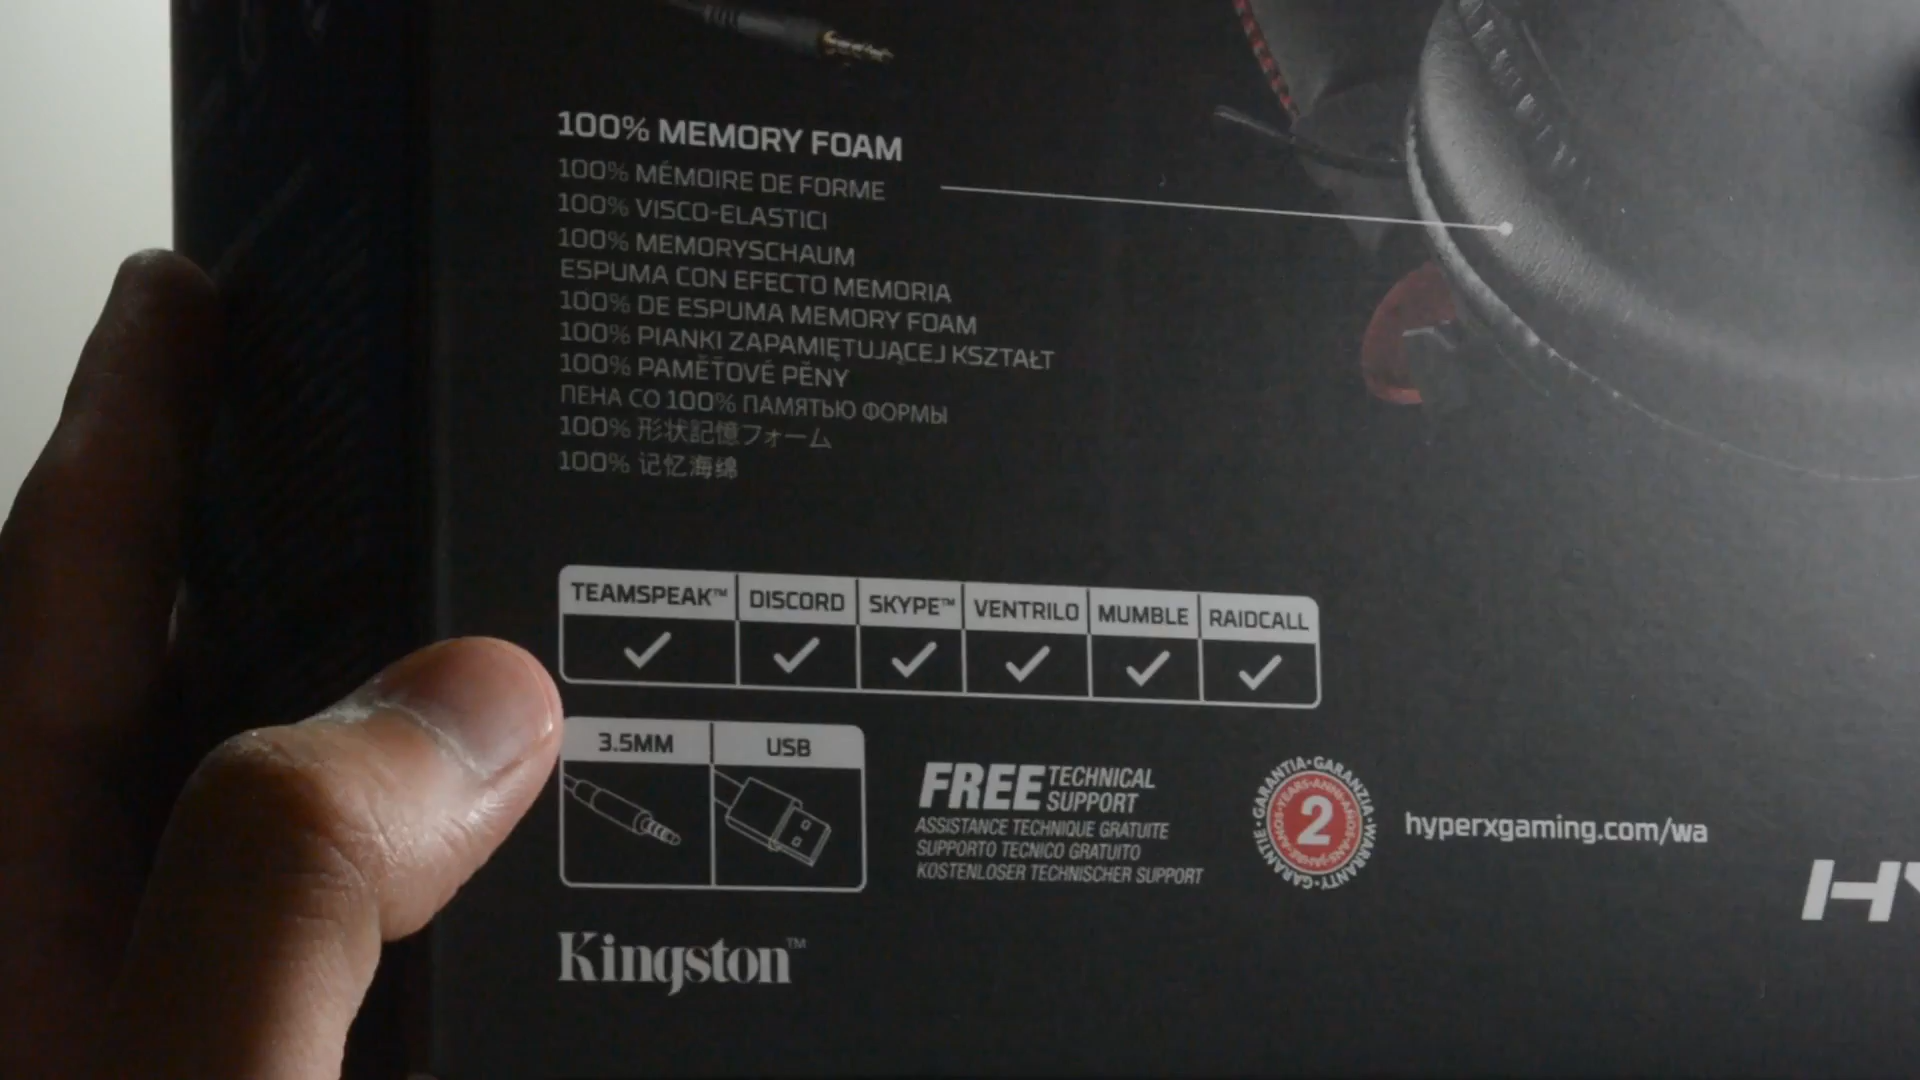 100% MEMORY FOAM
100% MÉMOIRE DE FORME
100% VISCO-ELASTICI
100% MEMORYSCHAUM
ESPUMA CON EFECTO MEMORIA
100% DE ESPUMA MEMORY FOAM
100% PIANKI ZAPAMIĘTUJĄCEJ KSZTAŁT
100% PAMĚŤOVÉ PĚNY
ПЕНА СО 100% ПАМЯТЬЮ ФОРМЫ
100% 形状記憶フォーム
100% 记忆海绵
TEAMSPEAK™ DISCORD SKYPE™ VENTRILO MUMBLE RAIDCALL
3.5MM USB
FREE TECHNICAL
SUPPORT
ASSISTANCE TECHNIQUE GRATUITE
SUPPORTO TECNICO GRATUITO
KOSTENLOSER TECHNISCHER SUPPORT
GARANTIA•GARANZIA•WARRANTY•GARANTIE•
2
hyperxgaming.com/wa
Kingston™